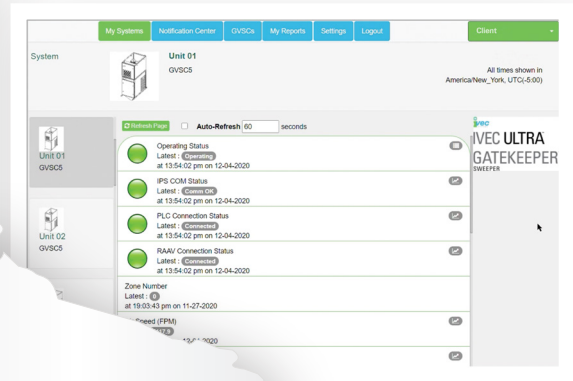 My Systems
Notification Center
GVSCs
My Reports
Settings
Logout
Client
System
Unit 01
GVSC5
All times shown in
America/New_York, UTC(-5:00)
Refresh Page
Auto-Refresh 60 seconds
Unit 01
GVSC5
Unit 02
GVSC5
Operating Status
Latest : Operating
at 13:54:02 pm on 12-04-2020
IPS COM Status
Latest : Comm OK
at 13:54:02 pm on 12-04-2020
PLC Connection Status
Latest : Connected
at 13:54:02 pm on 12-04-2020
RAAV Connection Status
Latest : Connected
at 13:54:02 pm on 12-04-2020
Zone Number
Latest : 0
at 19:03:43 pm on 11-27-2020
(FPM)
ivec
IVEC ULTRA
GATEKEEPER
SWEEPER